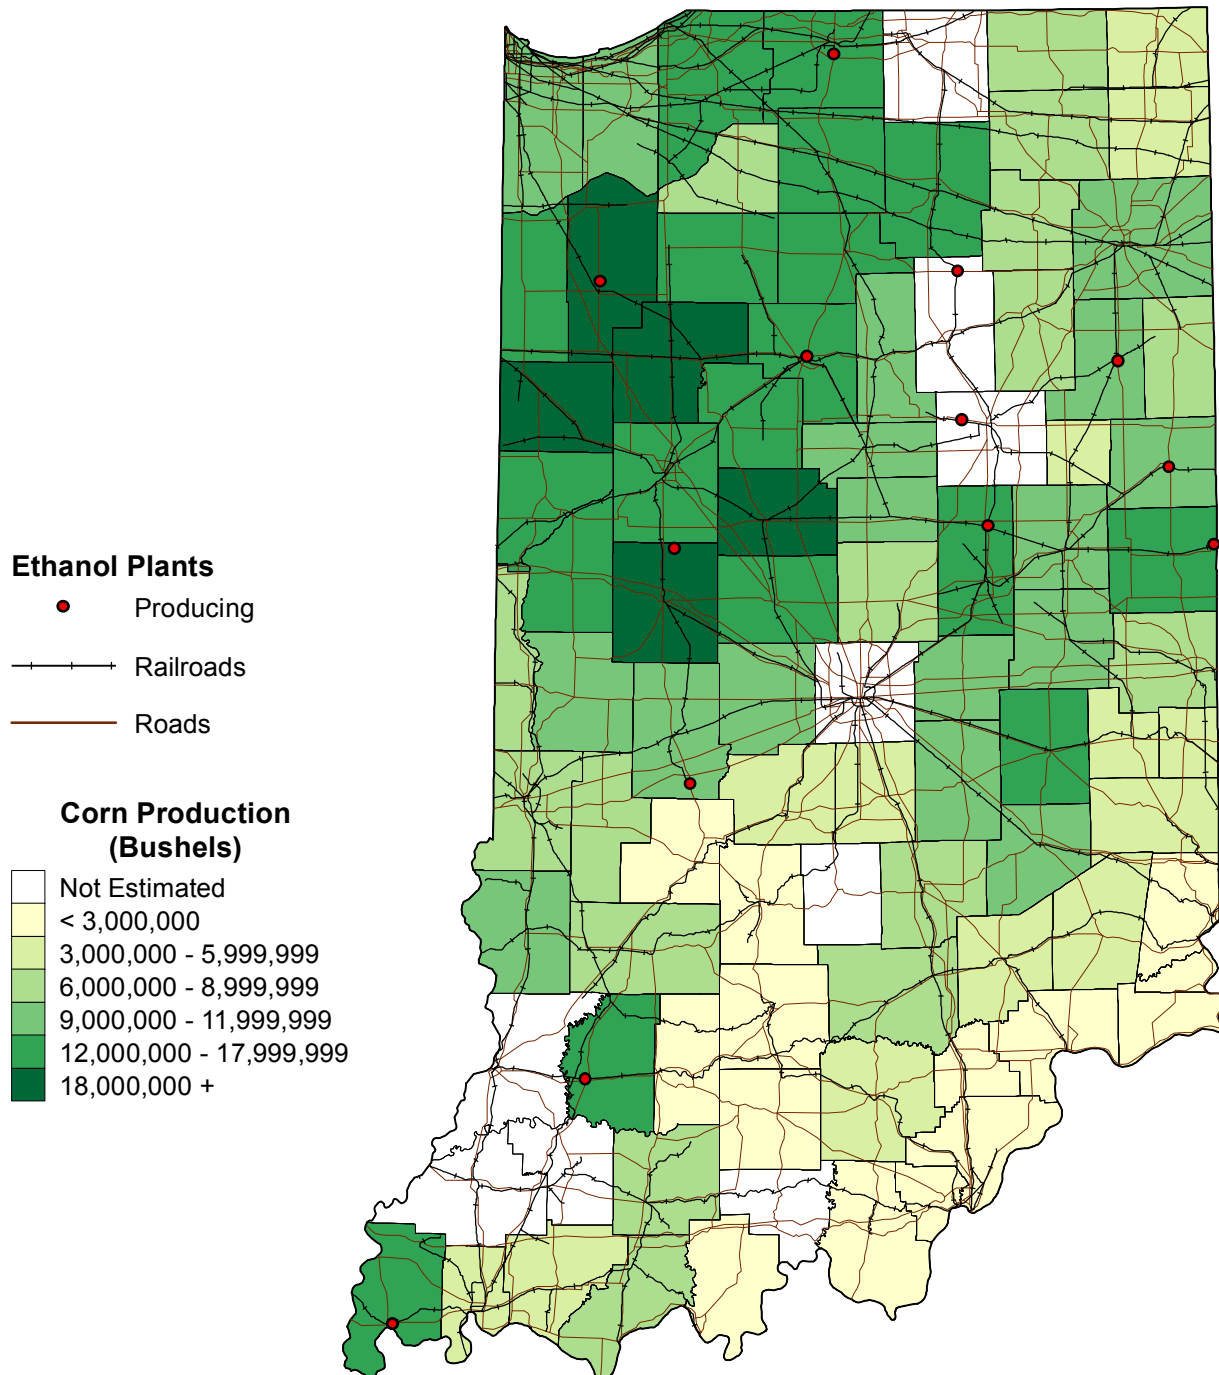 Ethanol Plants
Producing
Railroads
Roads
Corn Production
(Bushels)
Not Estimated
< 3,000,000
3,000,000 - 5,999,999
6,000,000 - 8,999,999
9,000,000 - 11,999,999
12,000,000 - 17,999,999
18,000,000 +